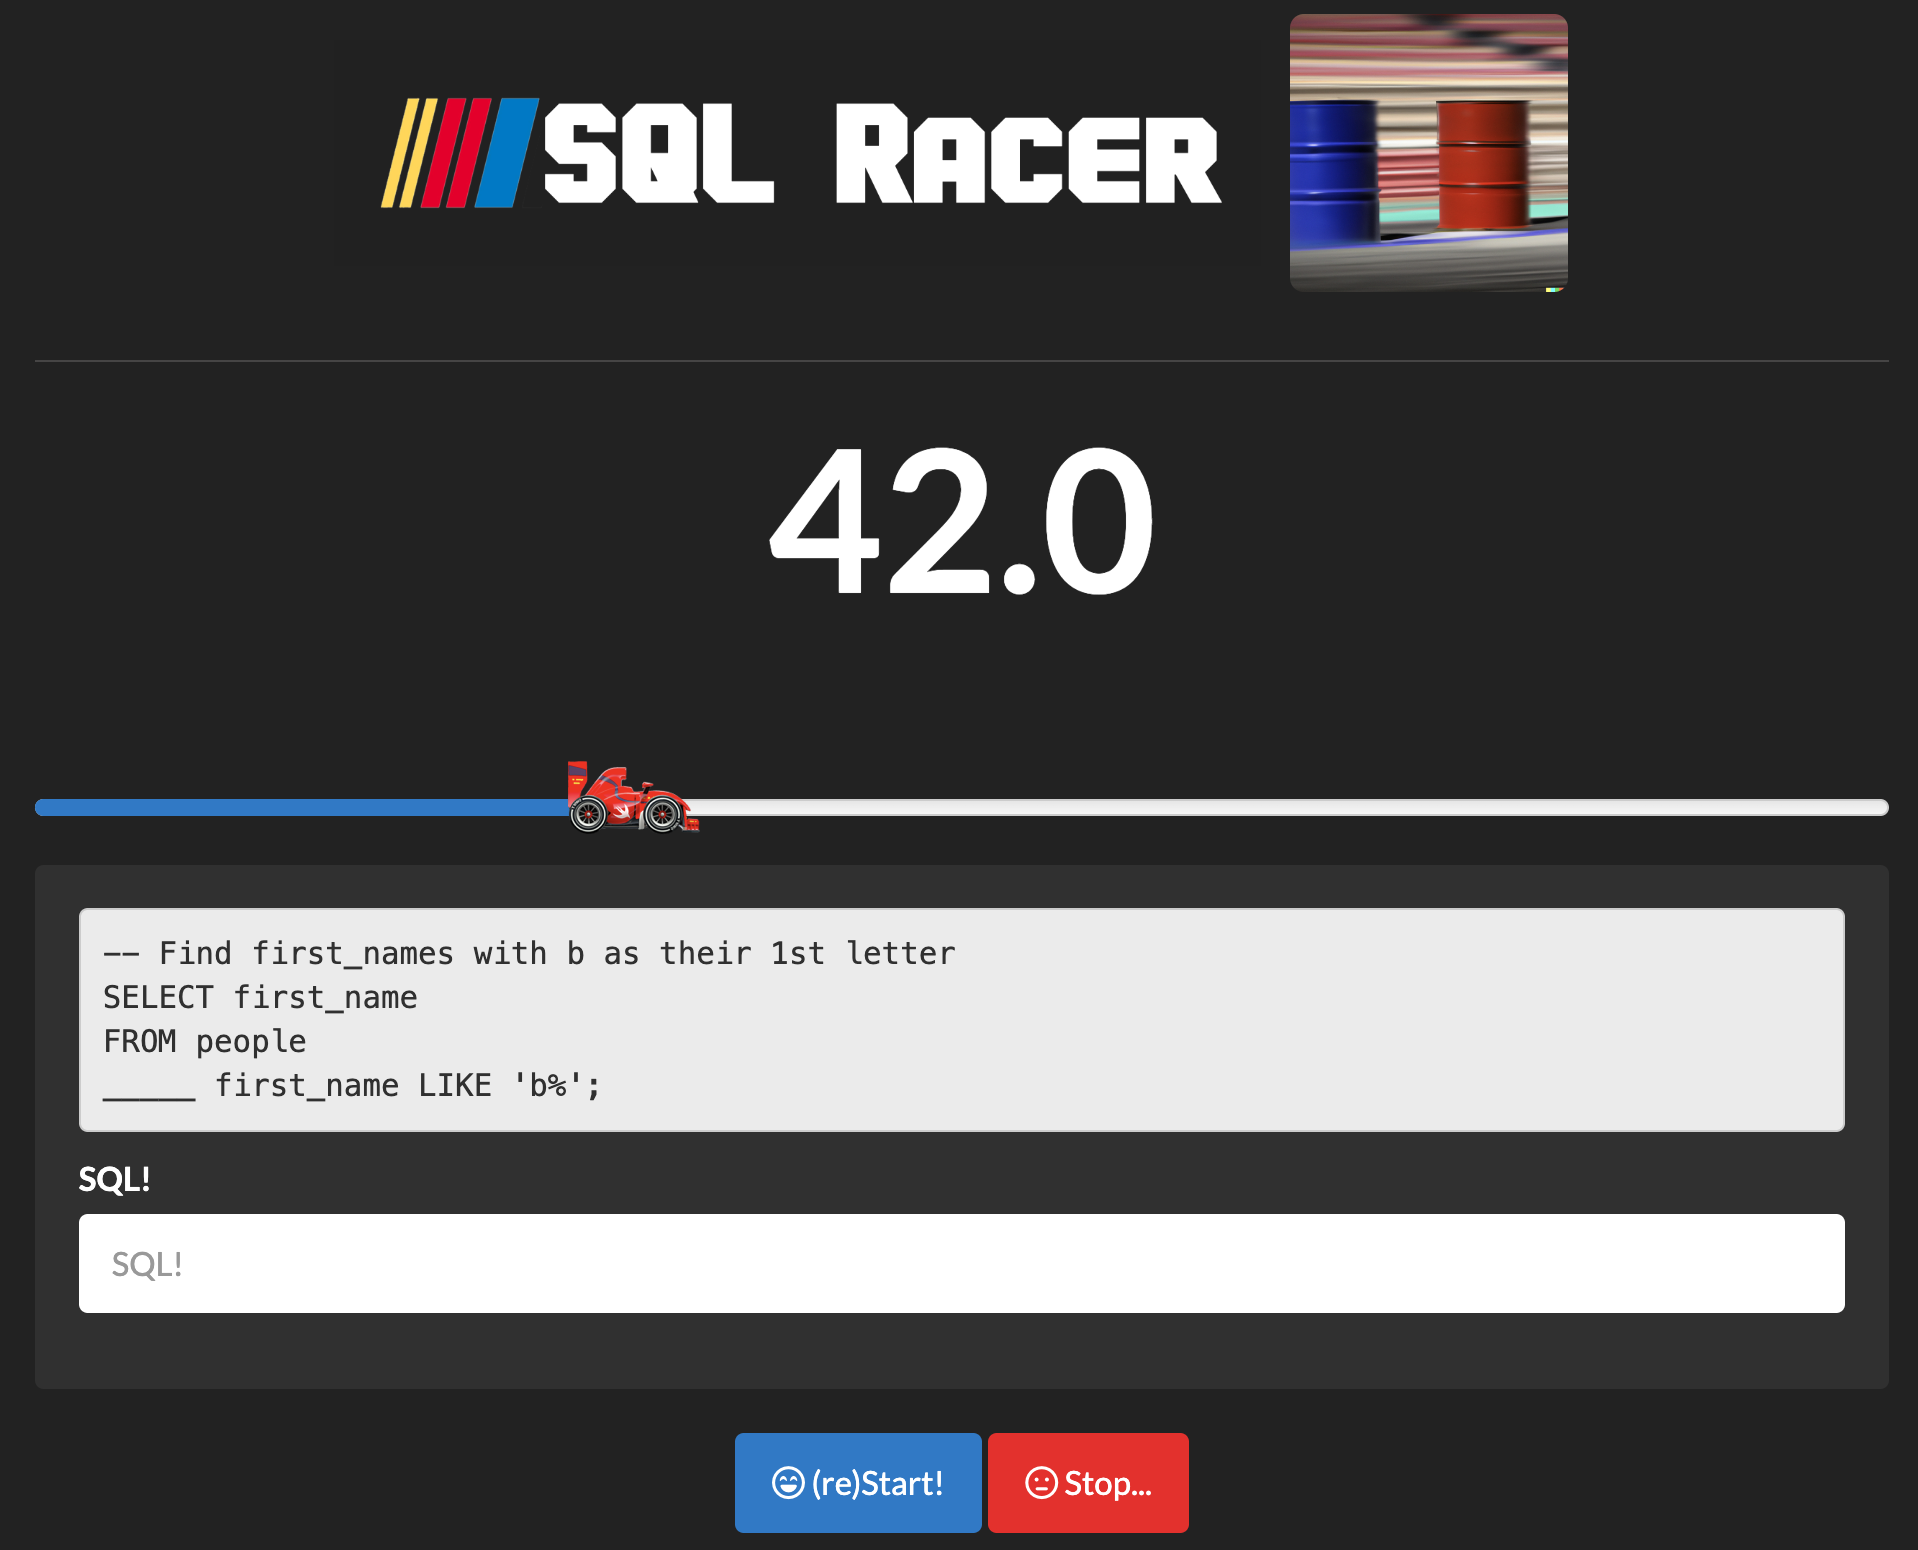 SQL RACER
42.0
-- Find first_names with b as their 1st letter
SELECT first_name
FROM people
_____ first_name LIKE 'b%';
SQL!
SQL!
(re)Start!
Stop...